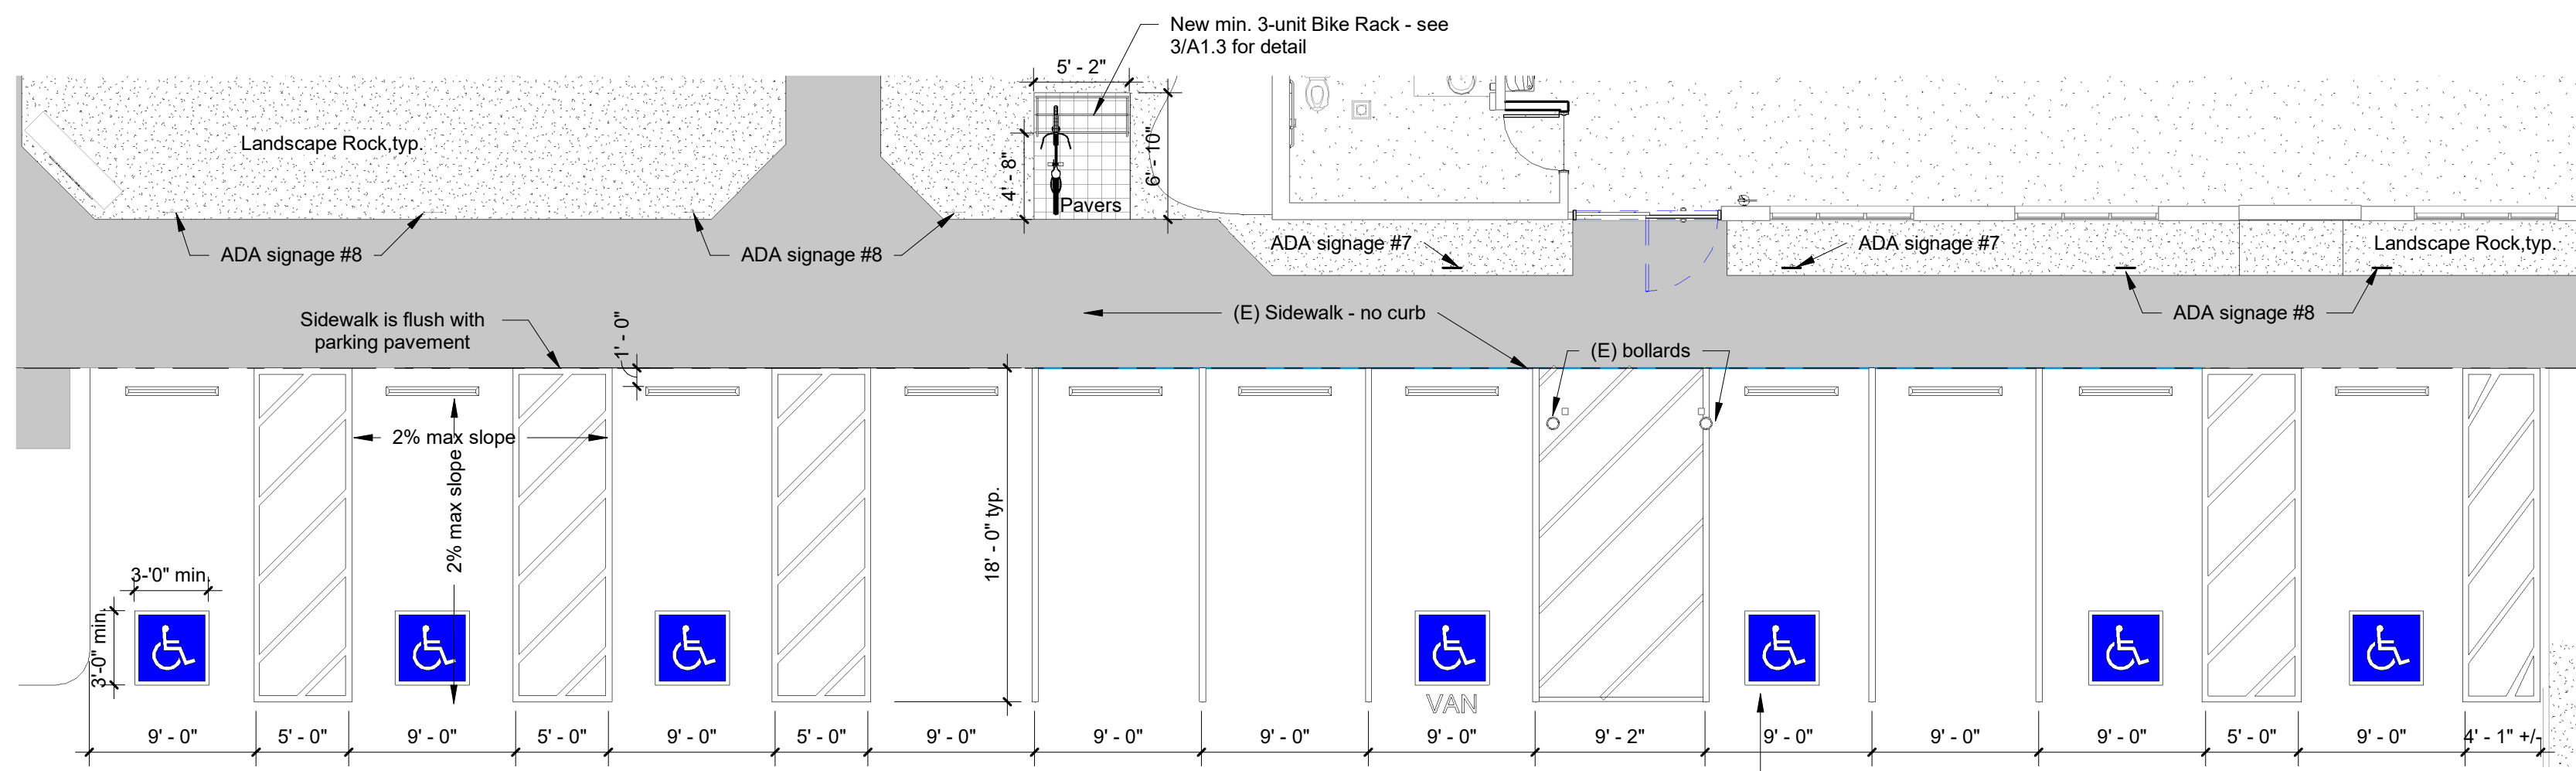 New min. 3-unit Bike Rack - see
3/A1.3 for detail
5' - 2"
Landscape Rock,typ.
4' - 8"
6' - 10"
Pavers
ADA signage #8
ADA signage #8
ADA signage #7
ADA signage #7
Landscape Rock,typ.
Sidewalk is flush with
parking pavement
1' - 0"
(E) Sidewalk - no curb
ADA signage #8
(E) bollards
2% max slope
2% max slope
18' - 0" typ.
3-'0" min.
3'-0" min.
VAN
9' - 0"
5' - 0"
9' - 0"
5' - 0"
9' - 0"
5' - 0"
9' - 0"
9' - 0"
9' - 0"
9' - 0"
9' - 2"
9' - 0"
9' - 0"
9' - 0"
5' - 0"
9' - 0"
4' - 1" +/-